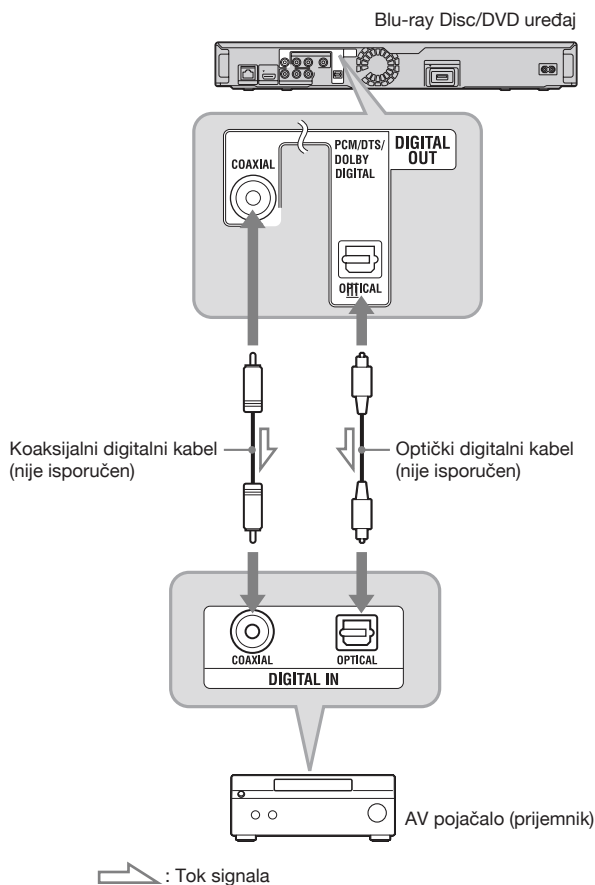 Blu-ray Disc/DVD uređaj
COAXIAL
PCM/DTS/
DOLBY
DIGITAL
DIGITAL
OUT
OPTICAL
Koaksijalni digitalni kabel
(nije isporučen)
Optički digitalni kabel
(nije isporučen)
COAXIAL
OPTICAL
DIGITAL IN
AV pojačalo (prijemnik)
: Tok signala